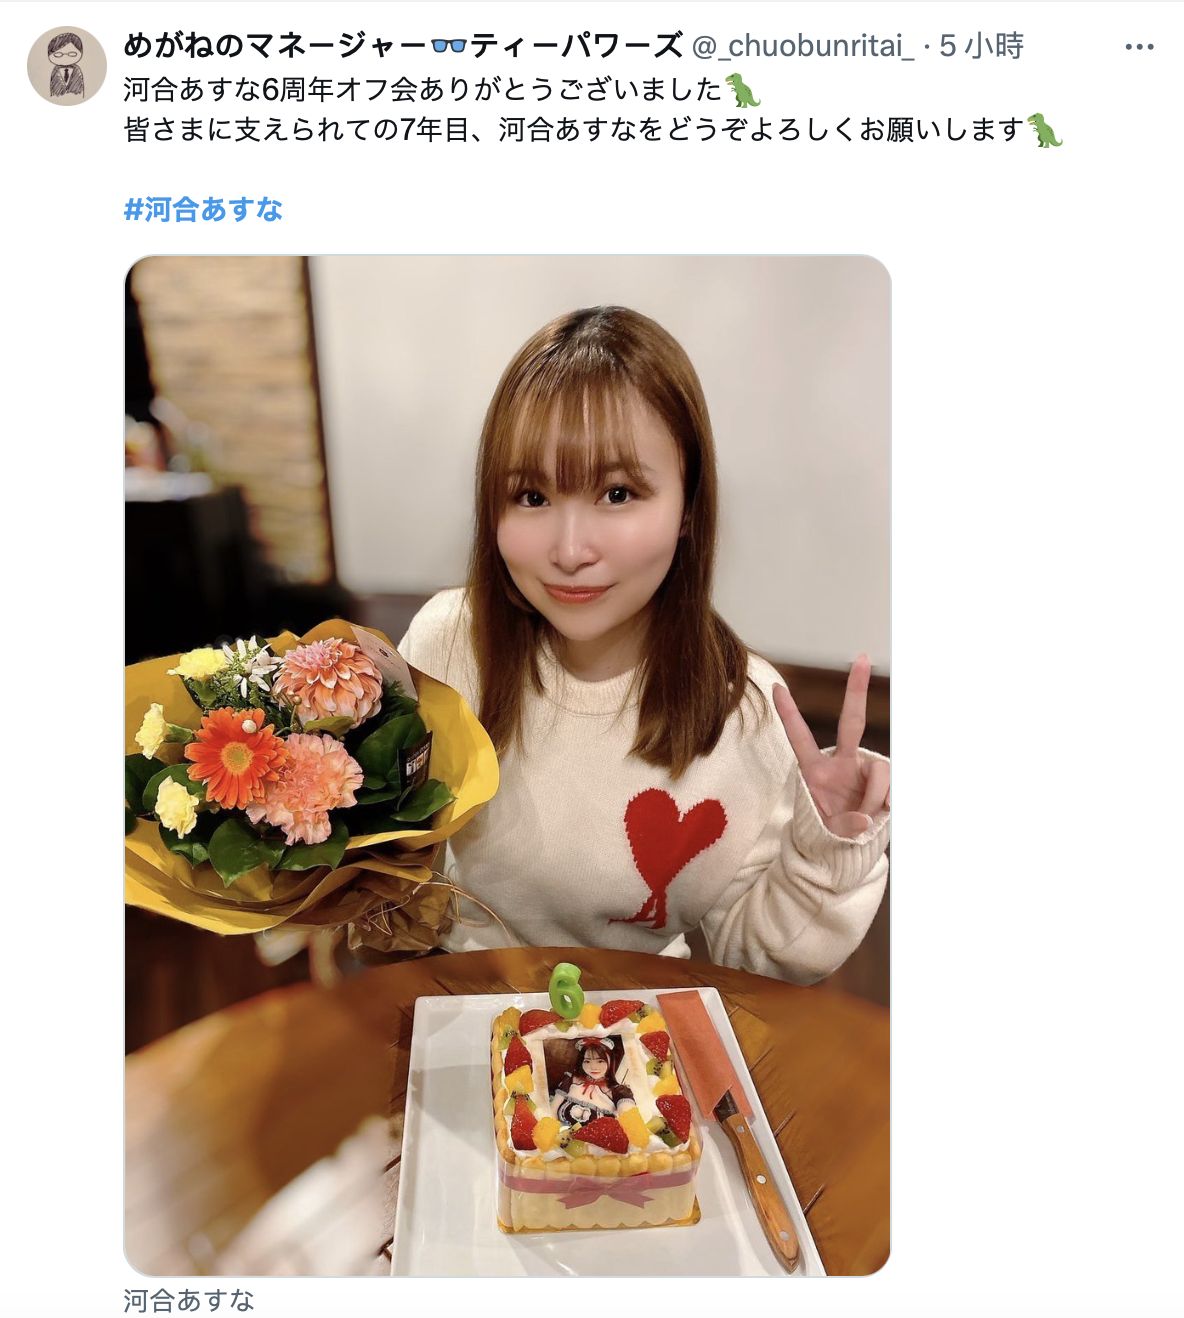 めがねのマネージャー👓ティーパワーズ @_chuobunritai_ · 5 小時
河合あすな6周年オフ会ありがとうございました🦖
皆さまに支えられての7年目、河合あすなをどうぞよろしくお願いします🦖
#河合あすな
6
河合あすな